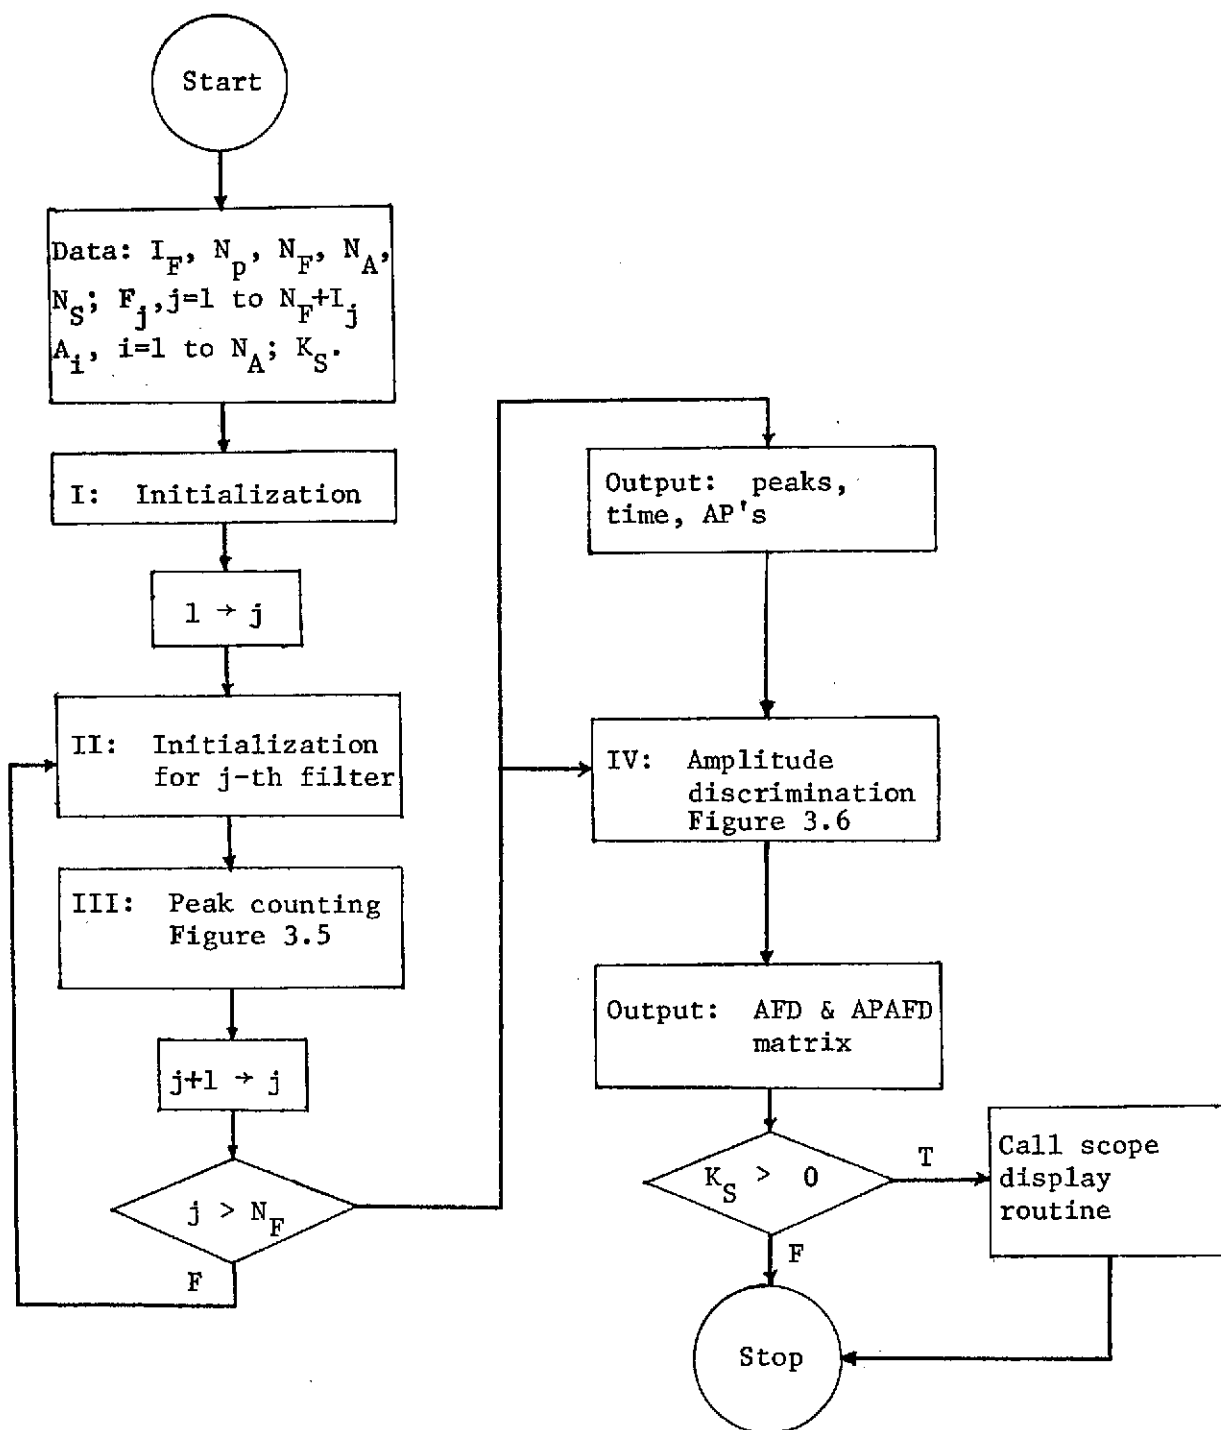 Start
Data: I_F, N_p, N_F, N_A,
N_S; F_j, j=1 to N_F+I_j
A_i, i=1 to N_A; K_S.
I: Initialization
1 → j
II: Initialization
for j-th filter
III: Peak counting
Figure 3.5
j+1 → j
j > N_F
F
Output: peaks,
time, AP's
IV: Amplitude
discrimination
Figure 3.6
Output: AFD & APAFD
matrix
K_S > 0
T
F
Call scope
display
routine
Stop